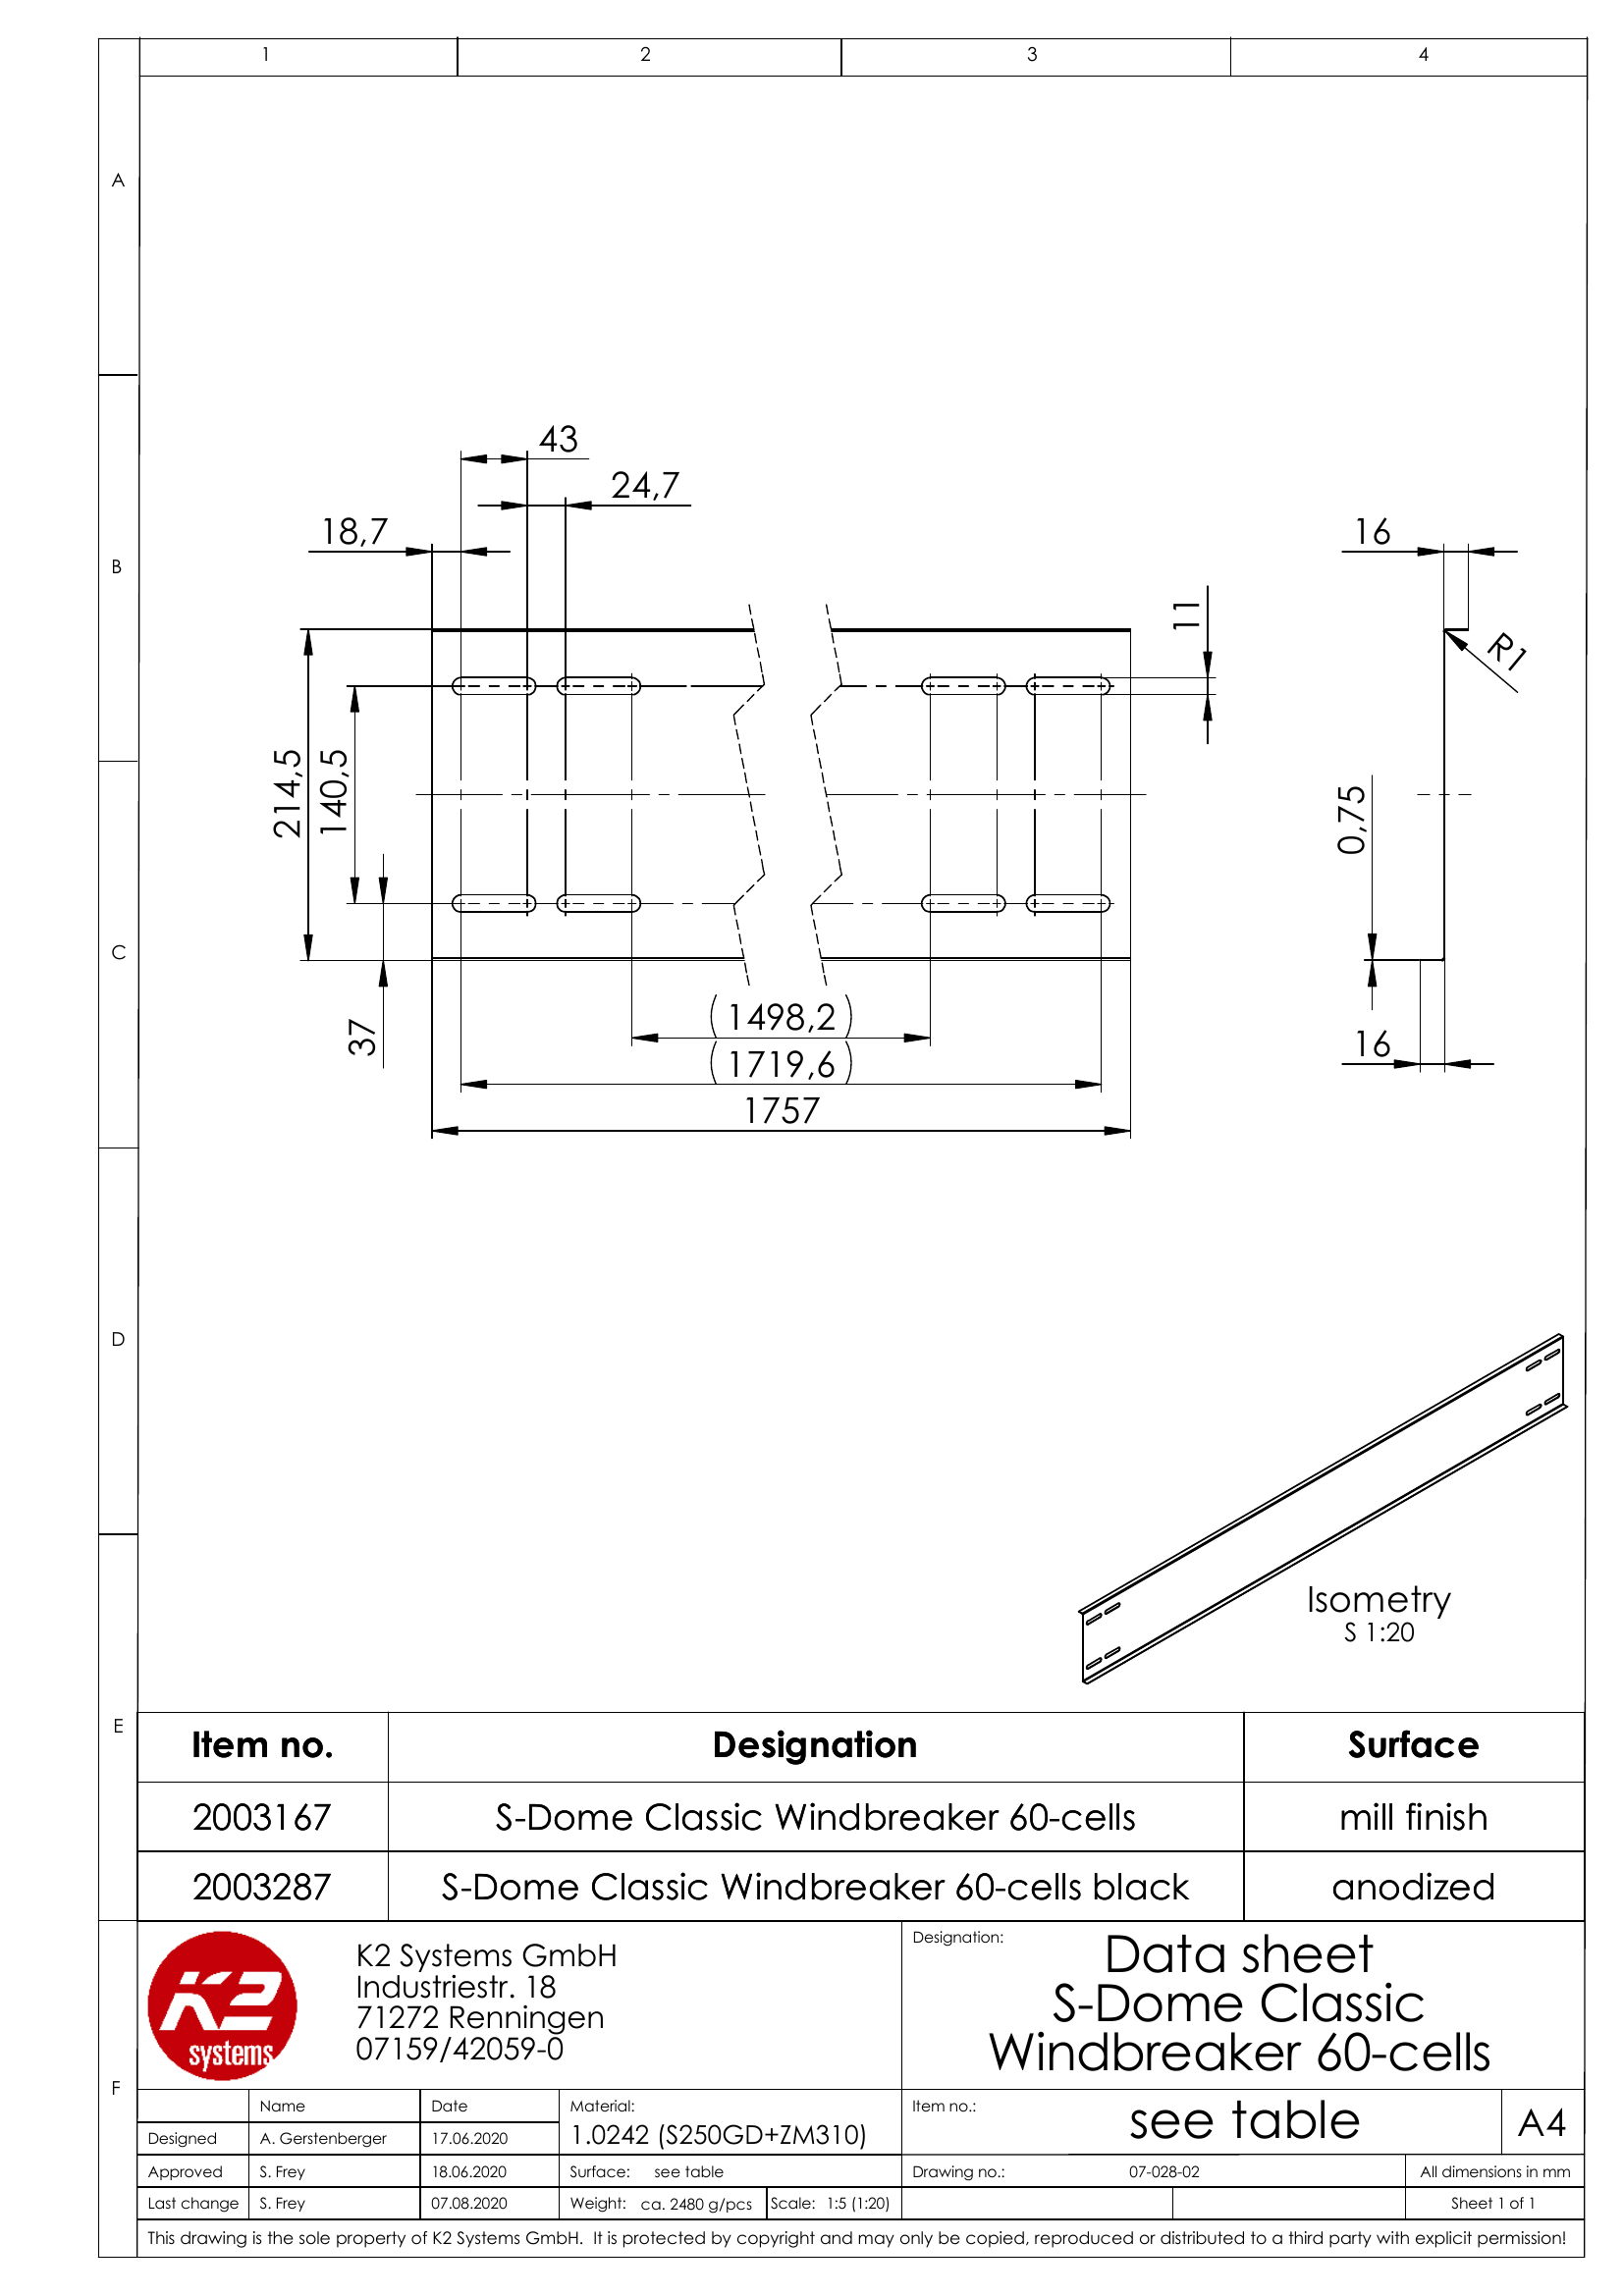 1 2 3 4
A
B
C
D
E
F
43
24,7
18,7
16
11
R1
214,5
140,5
0,75
37
(1498,2)
(1719,6)
1757
16
Isometry
S 1:20
Item no. Designation Surface
2003167 S-Dome Classic Windbreaker 60-cells mill finish
2003287 S-Dome Classic Windbreaker 60-cells black anodized
K2
systems
K2 Systems GmbH
Industriestr. 18
71272 Renningen
07159/42059-0
Designation:
Data sheet
S-Dome Classic
Windbreaker 60-cells
Name Date Material: Item no.: see table A4
Designed A. Gerstenberger 17.06.2020 1.0242 (S250GD+ZM310)
Approved S. Frey 18.06.2020 Surface: see table Drawing no.: 07-028-02 All dimensions in mm
Last change S. Frey 07.08.2020 Weight: ca. 2480 g/pcs Scale: 1:5 (1:20) Sheet 1 of 1
This drawing is the sole property of K2 Systems GmbH. It is protected by copyright and may only be copied, reproduced or distributed to a third party with explicit permission!